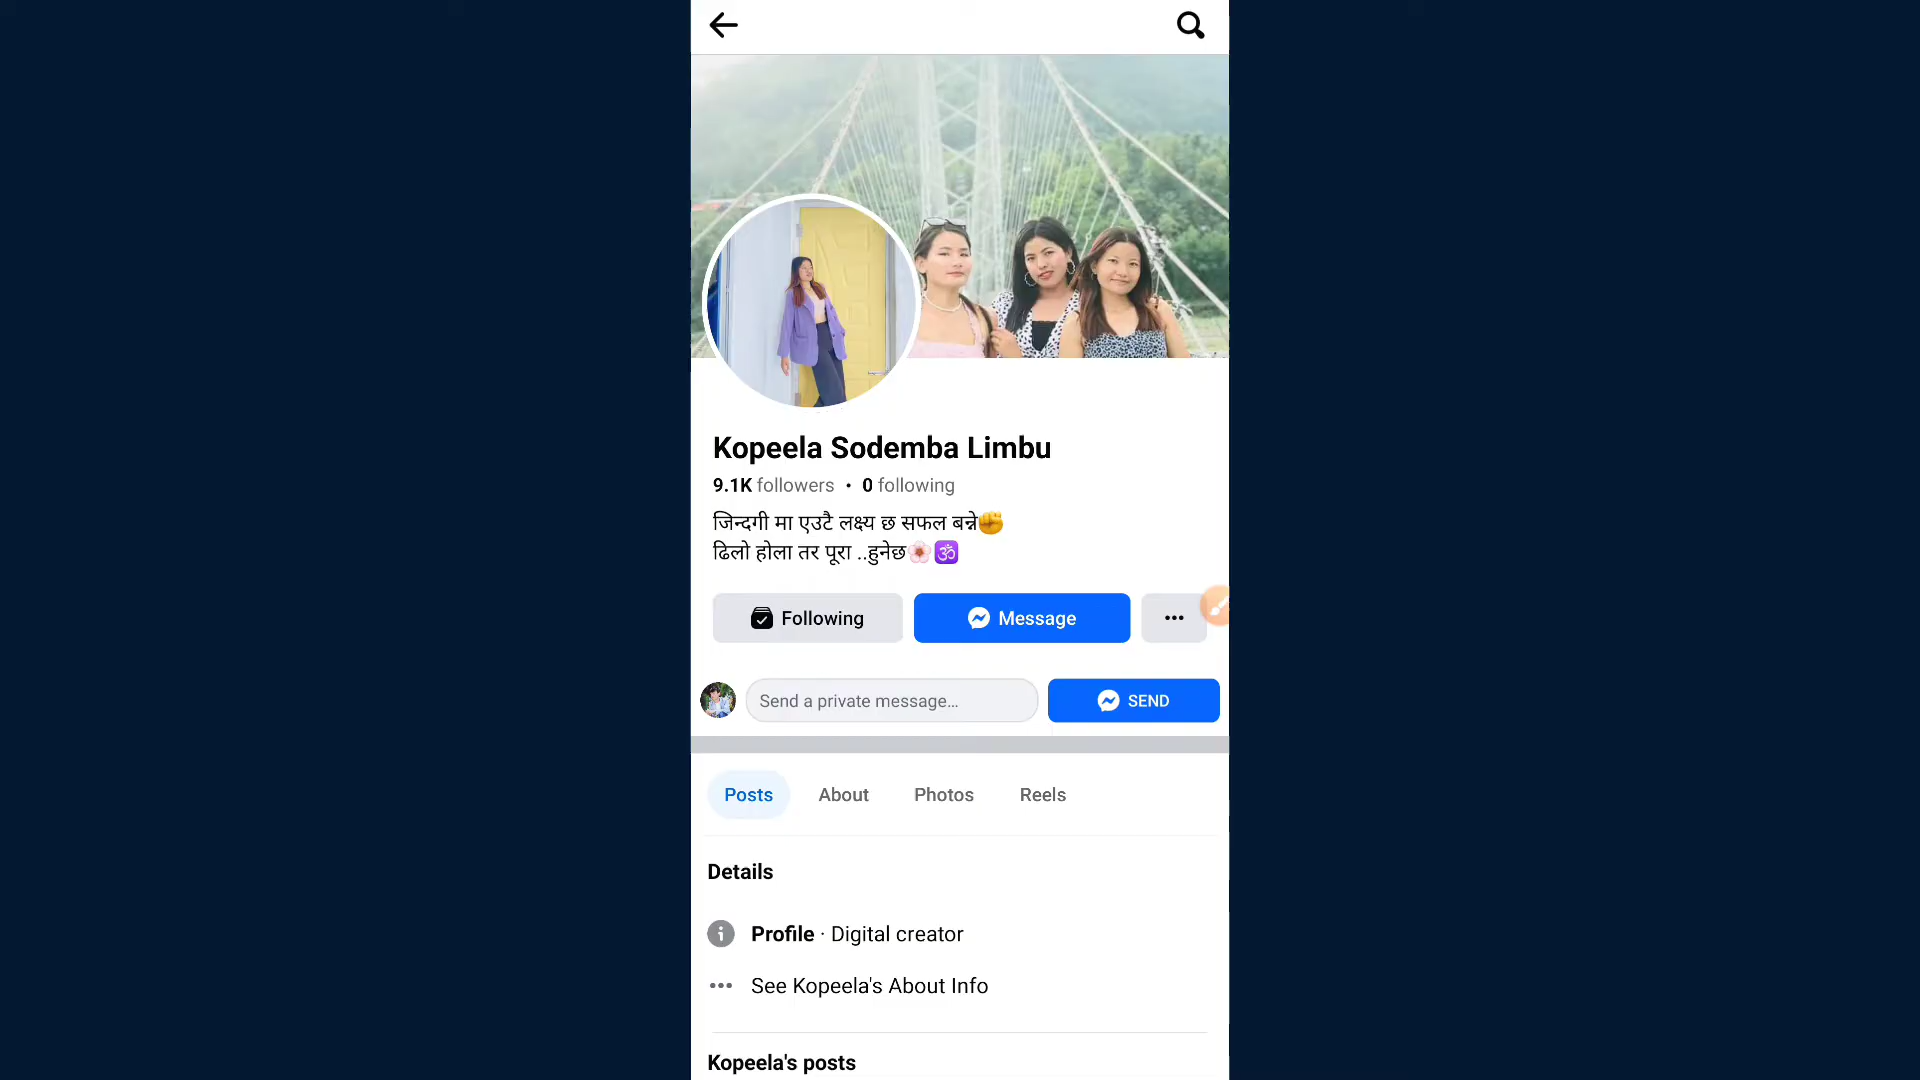 Kopeela Sodemba Limbu
9.1K followers • 0 following
जिन्दगी मा एउटै लक्ष्य छ सफल बन्ने✊
ढिलो होला तर पूरा ..हुनेछ🌸🕉
Following
Message
Send a private message...
SEND
Posts About Photos Reels
Details
Profile · Digital creator
See Kopeela's About Info
Kopeela's posts